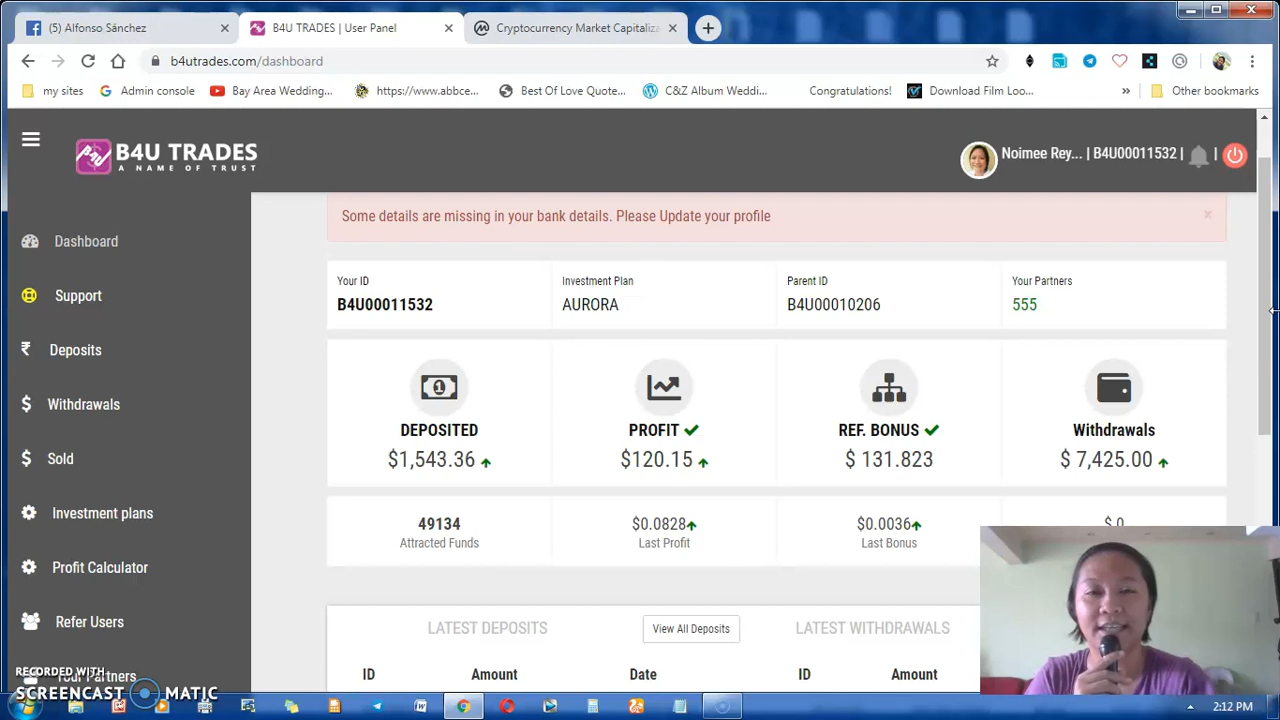 (5) Alfonso Sánchez
B4U TRADES | User Panel
Cryptocurrency Market Capitaliza
b4utrades.com/dashboard
my sites
Admin console
Bay Area Wedding...
https://www.abbce...
Best Of Love Quote...
C&Z Album Weddi...
Congratulations!
Download Film Loo...
»
Other bookmarks
B4U TRADES
A NAME OF TRUST
Noimee Rey... | B4U00011532 |
Some details are missing in your bank details. Please Update your profile
Dashboard
Support
Deposits
Withdrawals
Sold
Investment plans
Profit Calculator
Refer Users
Your Partners
Your ID
B4U00011532
Investment Plan
AURORA
Parent ID
B4U00010206
Your Partners
555
DEPOSITED
$1,543.36
PROFIT
$120.15
REF. BONUS
$ 131.823
Withdrawals
$ 7,425.00
49134
Attracted Funds
$0.0828
Last Profit
$0.0036
Last Bonus
$ 0
LATEST DEPOSITS
View All Deposits
LATEST WITHDRAWALS
ID Amount Date
ID Amount
RECORDED WITH
SCREENCAST MATIC
2:12 PM